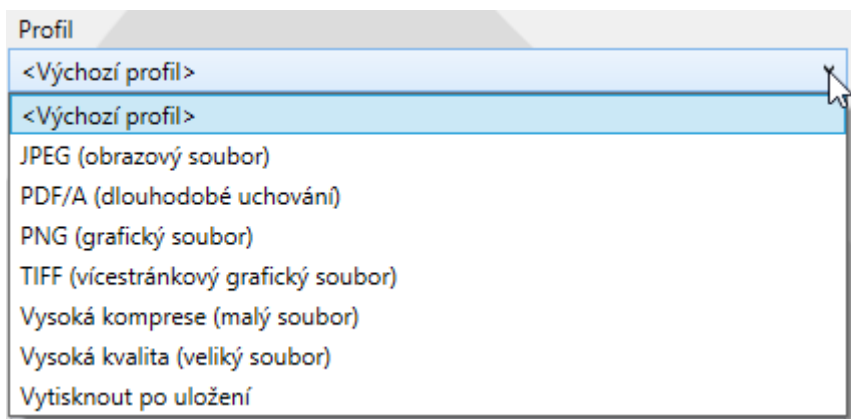 Profil
<Výchozí profil>
<Výchozí profil>
JPEG (obrazový soubor)
PDF/A (dlouhodobé uchování)
PNG (grafický soubor)
TIFF (vícestránkový grafický soubor)
Vysoká komprese (malý soubor)
Vysoká kvalita (veliký soubor)
Vytisknout po uložení